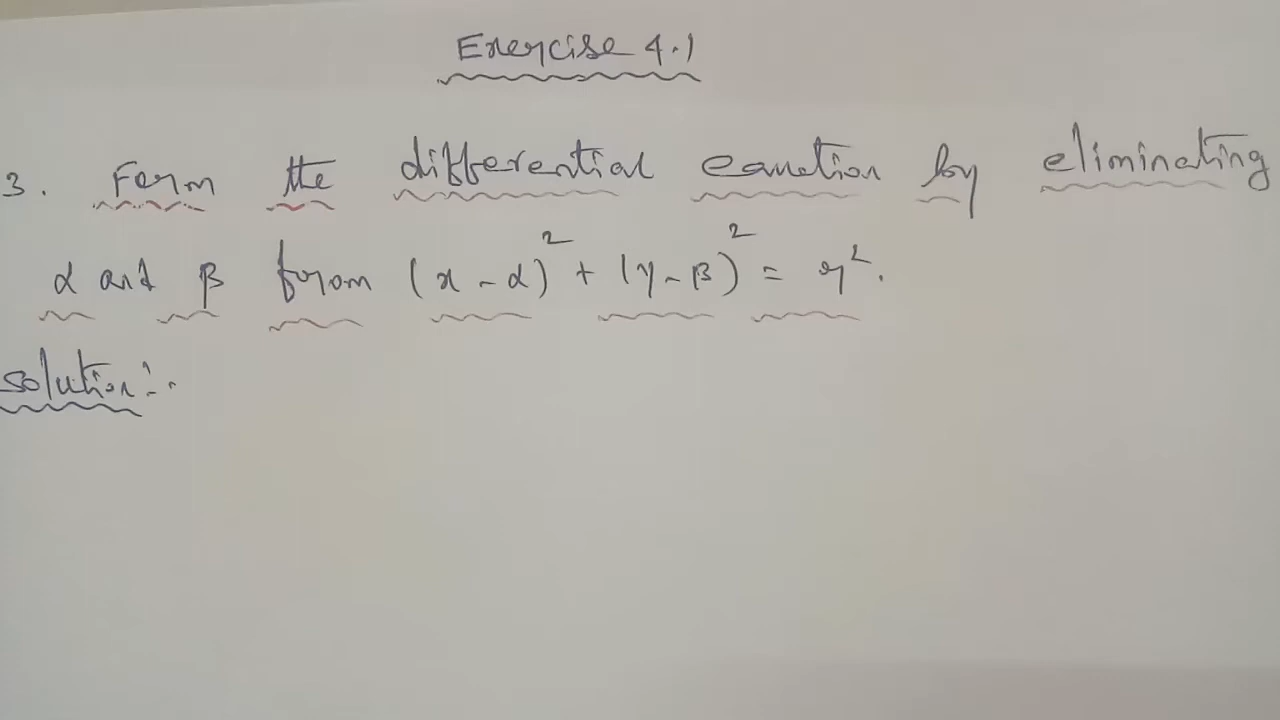 Exercise 4.1
3. Form the differential equation by eliminating
α and β from (x - α)² + (y - β)² = r².
Solution:-